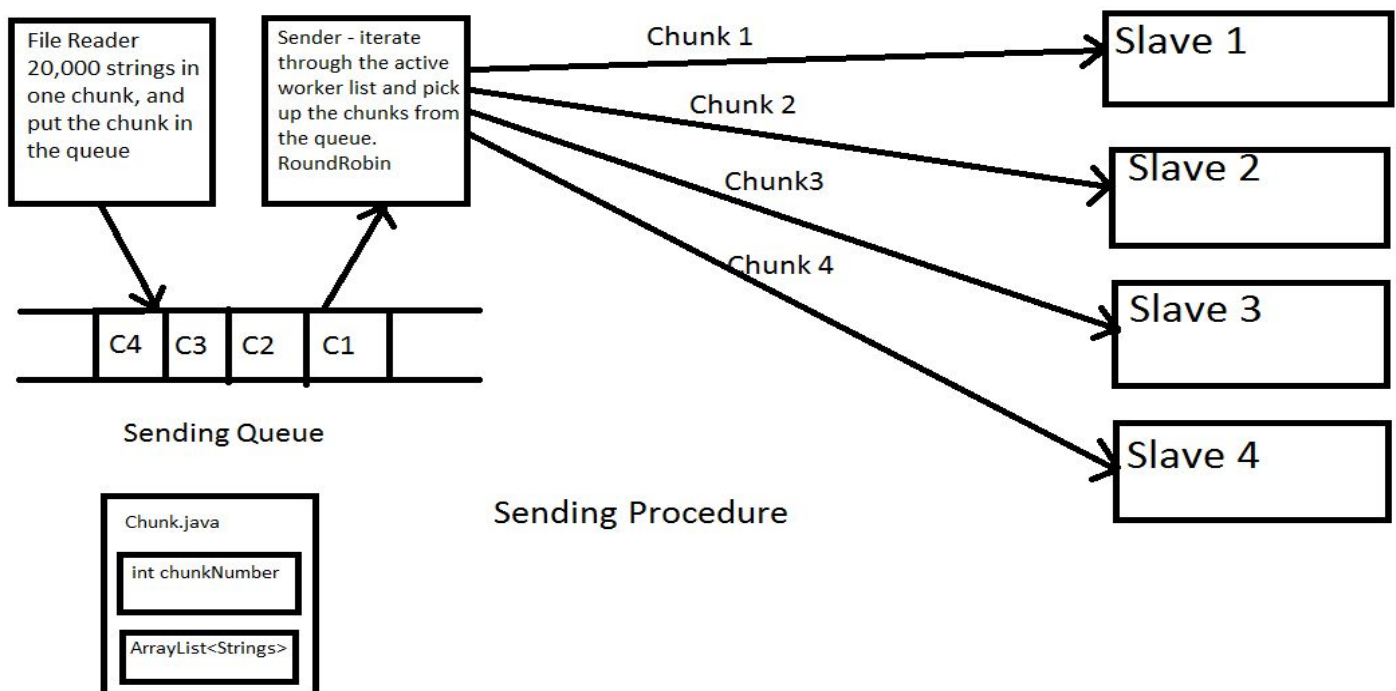 File Reader
20,000 strings in
one chunk, and
put the chunk in
the queue
Sender - iterate
through the active
worker list and pick
up the chunks from
the queue.
RoundRobin
Chunk 1
Chunk 2
Chunk3
Chunk 4
Slave 1
Slave 2
Slave 3
Slave 4
C4 C3 C2 C1
Sending Queue
Sending Procedure
Chunk.java
int chunkNumber
ArrayList<Strings>